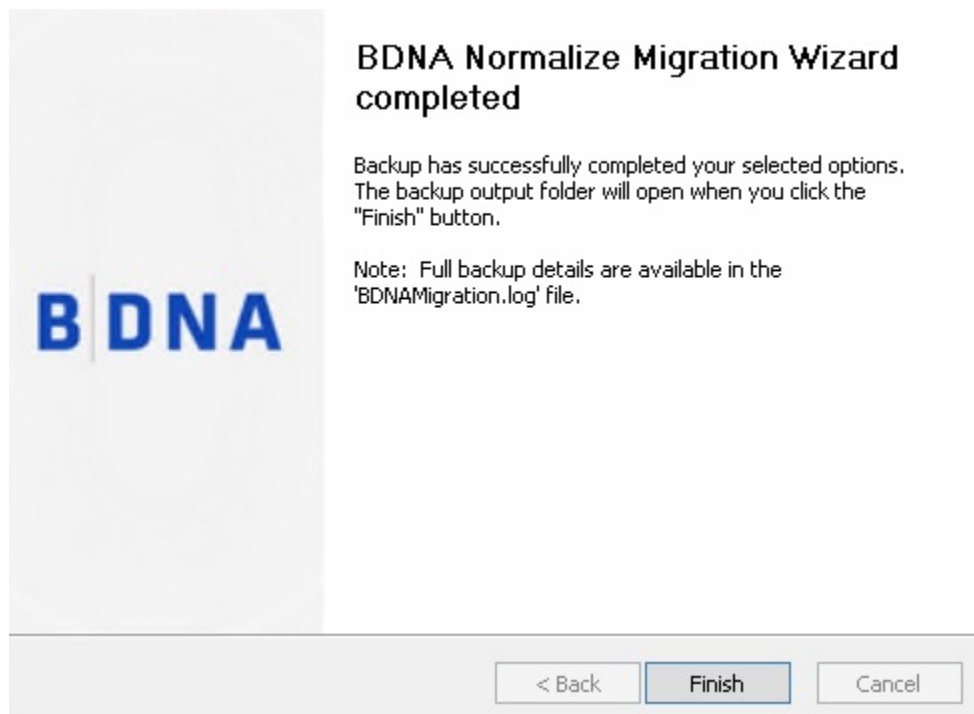 BDNA Normalize Migration Wizard
completed
Backup has successfully completed your selected options.
The backup output folder will open when you click the
"Finish" button.
Note:  Full backup details are available in the
'BDNAMigration.log' file.
B|DNA
< Back
Finish
Cancel